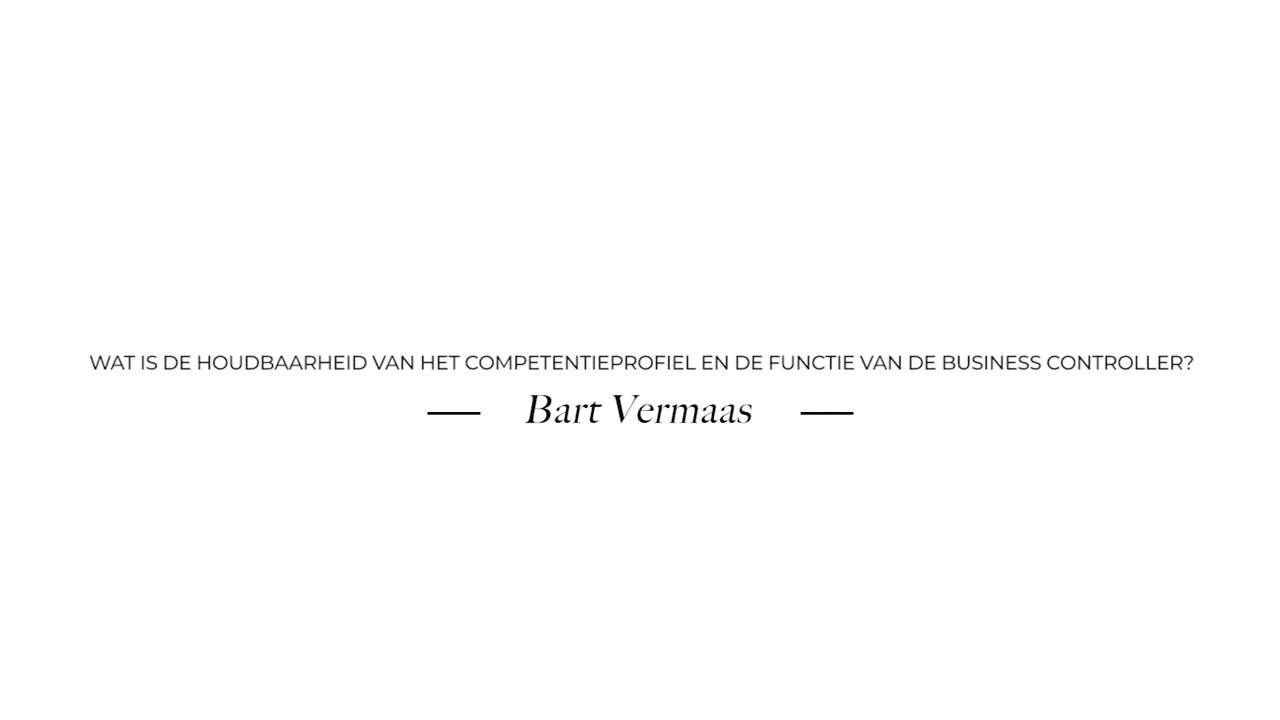 WAT IS DE HOUDBAARHEID VAN HET COMPETENTIEPROFIEL EN DE FUNCTIE VAN DE BUSINESS CONTROLLER?
Bart Vermaas